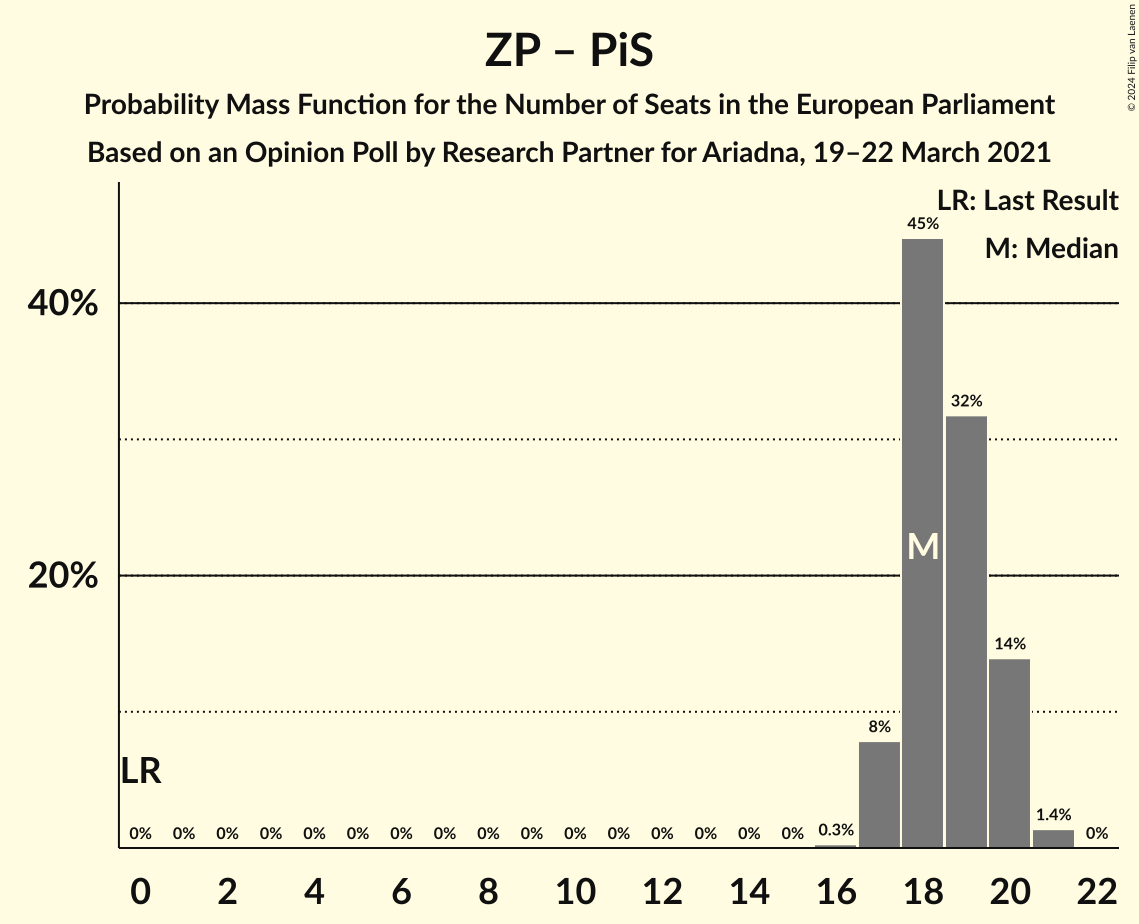 ZP – PiS
Probability Mass Function for the Number of Seats in the European Parliament
Based on an Opinion Poll by Research Partner for Ariadna, 19–22 March 2021
© 2024 Filip van Laenen
LR: Last Result
M: Median
45%
40%
32%
M
20%
14%
8%
LR
0% 0% 0% 0% 0% 0% 0% 0% 0% 0% 0% 0% 0% 0% 0% 0% 0.3% 1.4% 0%
0 2 4 6 8 10 12 14 16 18 20 22